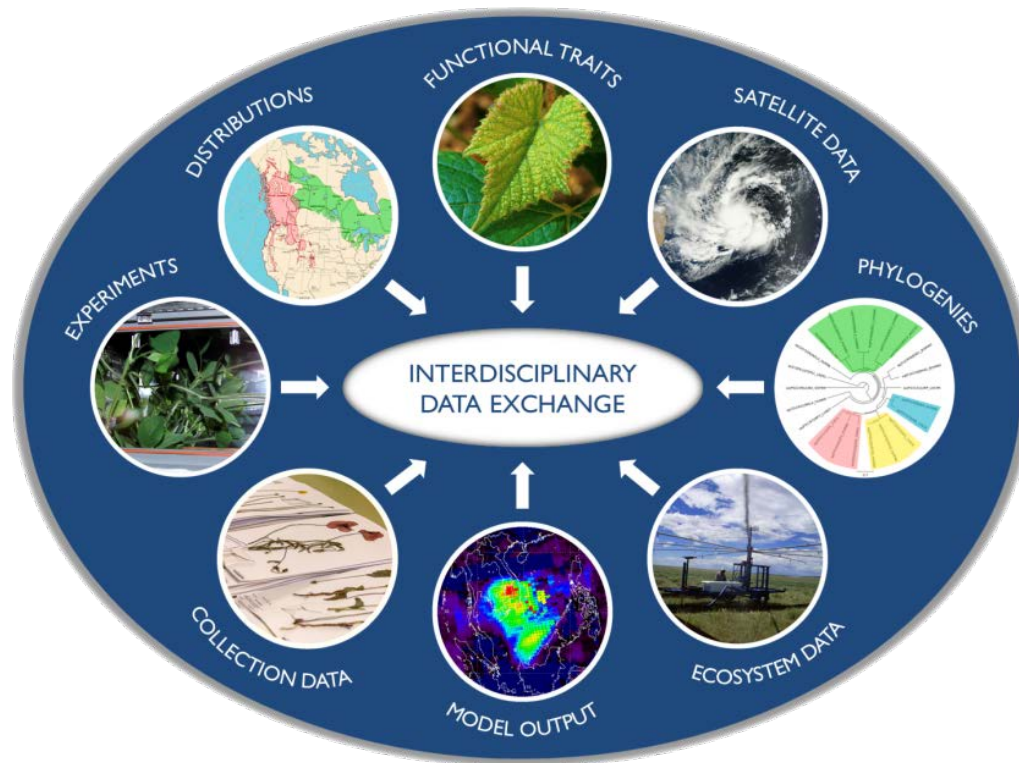 FUNCTIONAL TRAITS
DISTRIBUTIONS
SATELLITE DATA
EXPERIMENTS
PHYLOGENIES
INTERDISCIPLINARY
DATA EXCHANGE
COLLECTION DATA
ECOSYSTEM DATA
MODEL OUTPUT